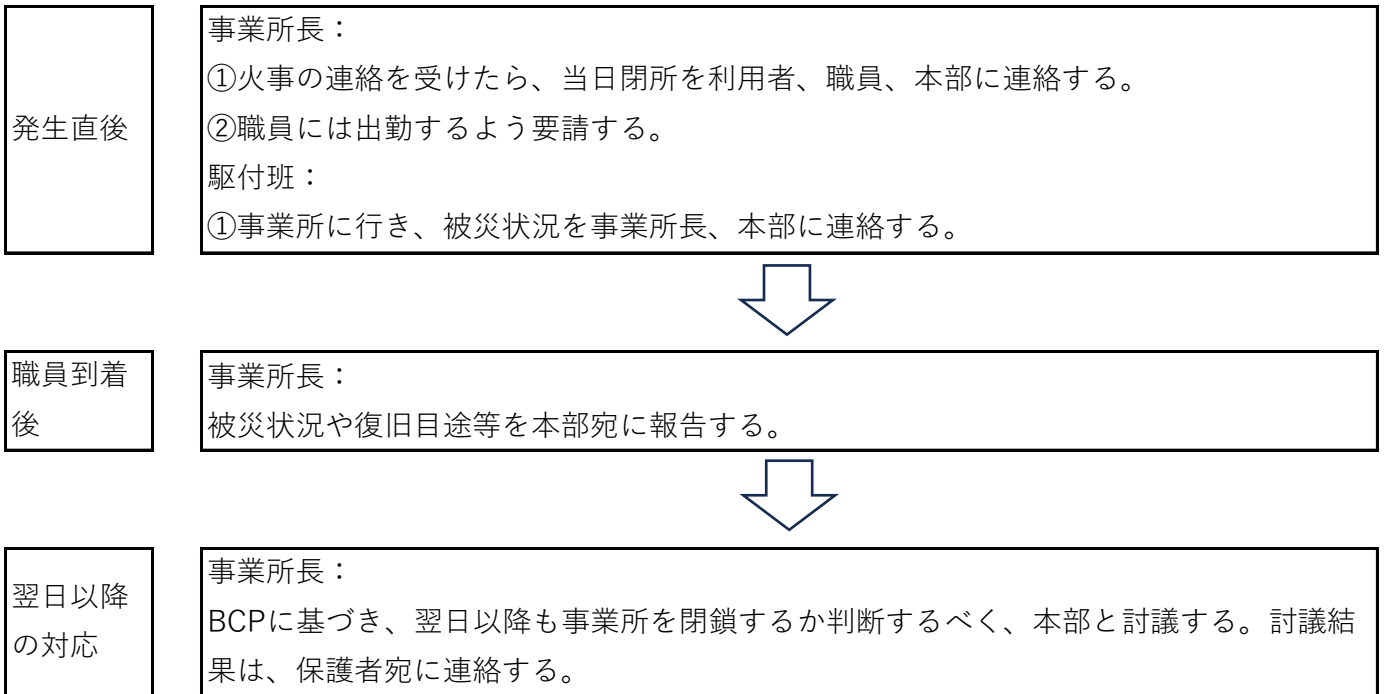 発生直後
事業所長：
①火事の連絡を受けたら、当日閉所を利用者、職員、本部に連絡する。
②職員には出勤するよう要請する。
駆付班：
①事業所に行き、被災状況を事業所長、本部に連絡する。
職員到着
後
事業所長：
被災状況や復旧目途等を本部宛に報告する。
翌日以降
の対応
事業所長：
BCPに基づき、翌日以降も事業所を閉鎖するか判断するべく、本部と討議する。討議結
果は、保護者宛に連絡する。